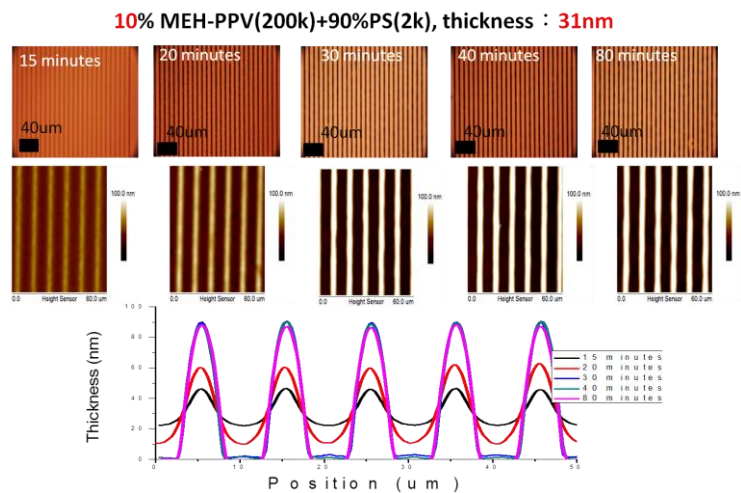 10% MEH-PPV(200k)+90%PS(2k), thickness：31nm
15 minutes
20 minutes
30 minutes
40 minutes
80 minutes
40um
40um
40um
40um
40um
100.0 nm
100.0 nm
100.0 nm
100.0 nm
100.0 nm
0.0 Height Sensor 60.0 um
0.0 Height Sensor 60.0 um
0.0 Height Sensor 60.0 um
0.0 Height Sensor 60.0 um
0.0 Height Sensor 60.0 um
Thickness (nm)
100
80
60
40
20
0
15 minutes
20 minutes
30 minutes
40 minutes
80 minutes
0 10 20 30 40 50
Position (um)